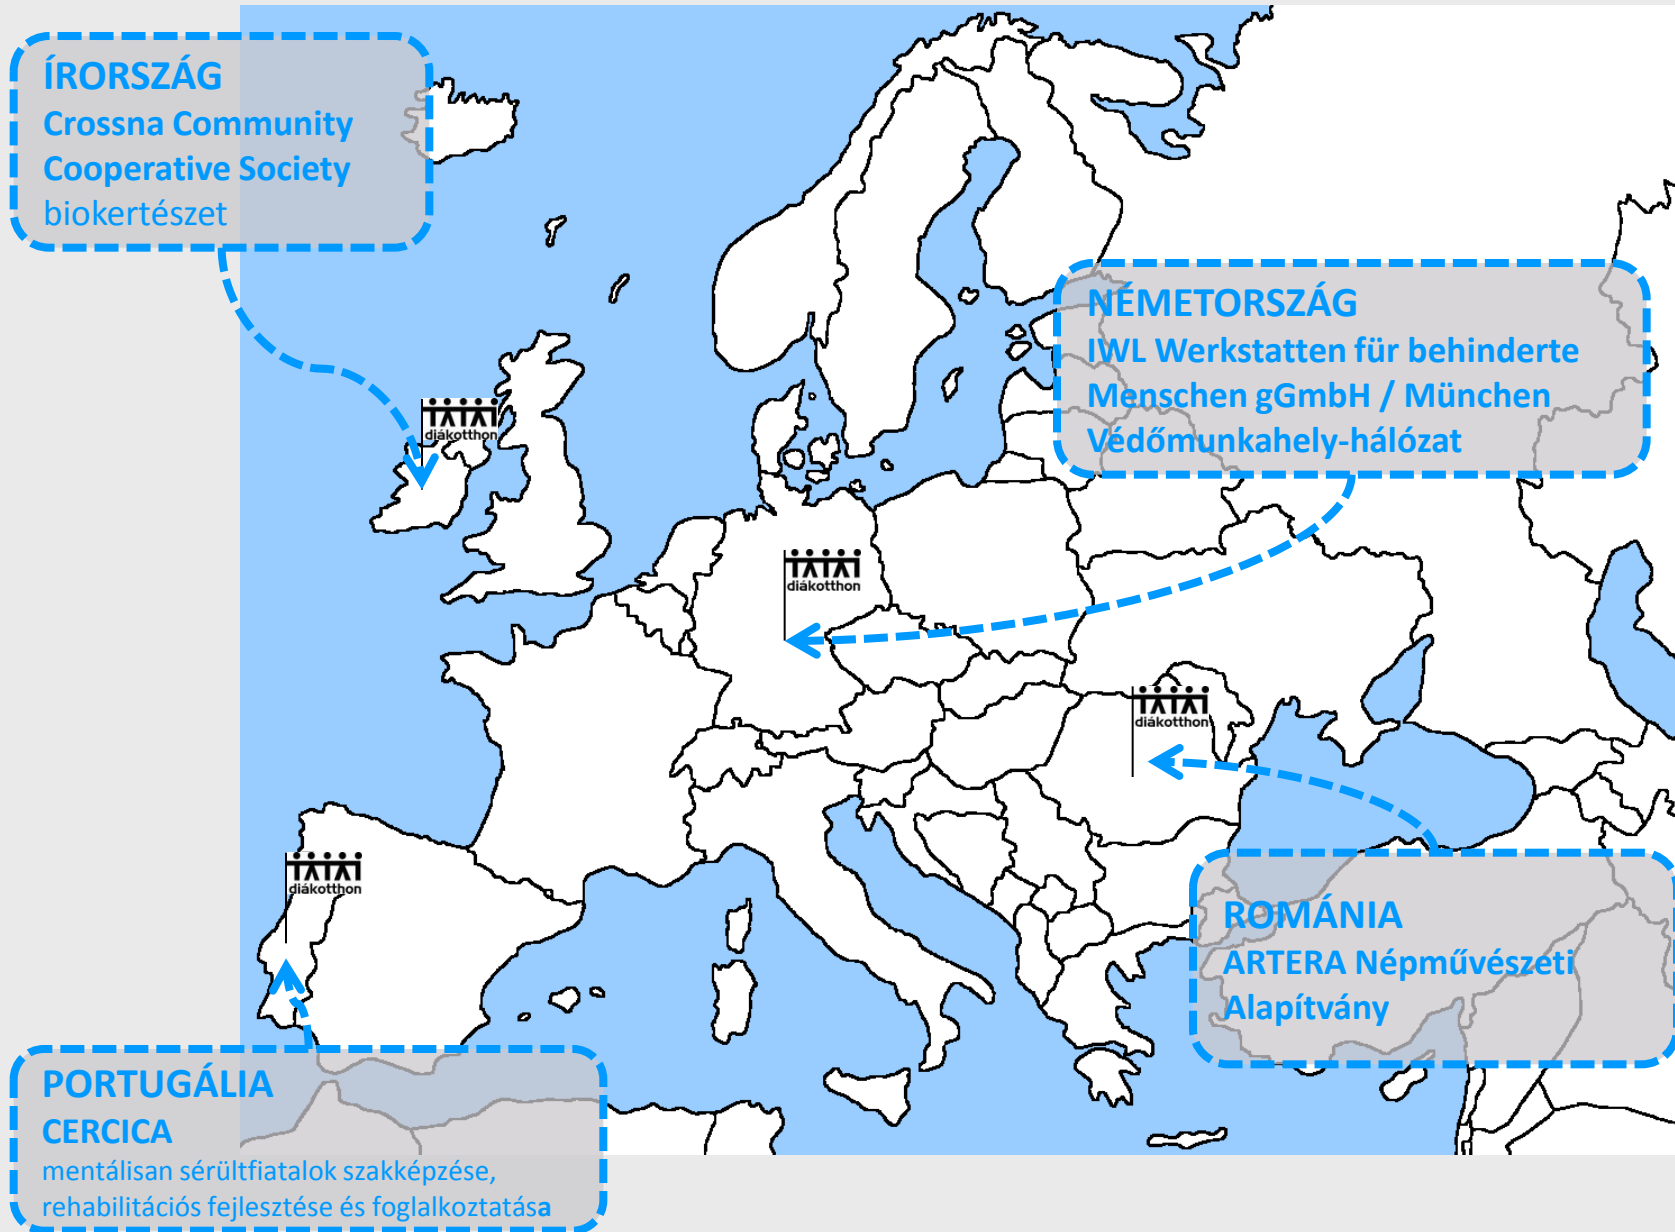 ÍRORSZÁG
Crossna Community
Cooperative Society
biokertészet
NÉMETORSZÁG
IWL Werkstatten für behinderte
Menschen gGmbH / München
Védőmunkahely-hálózat
TATAI
diákotthon
TATAI
diákotthon
TATAI
diákotthon
TATAI
diákotthon
ROMÁNIA
ARTERA Népművészeti
Alapítvány
PORTUGÁLIA
CERCICA
mentálisan sérültfiatalok szakképzése,
rehabilitációs fejlesztése és foglalkoztatása